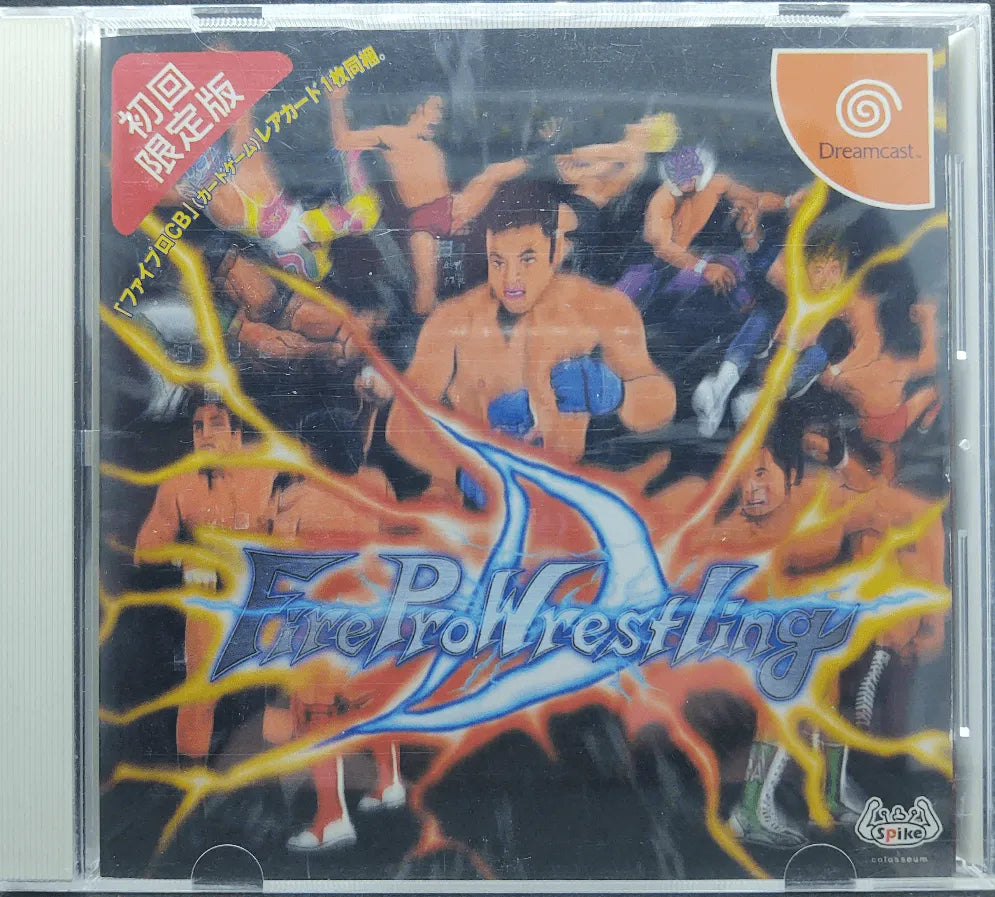 初回
限定版
「ファイプロCB」(カードゲーム)レアカード1枚同梱。
Dreamcast™
D
FireProWrestling
Spike
colosseum